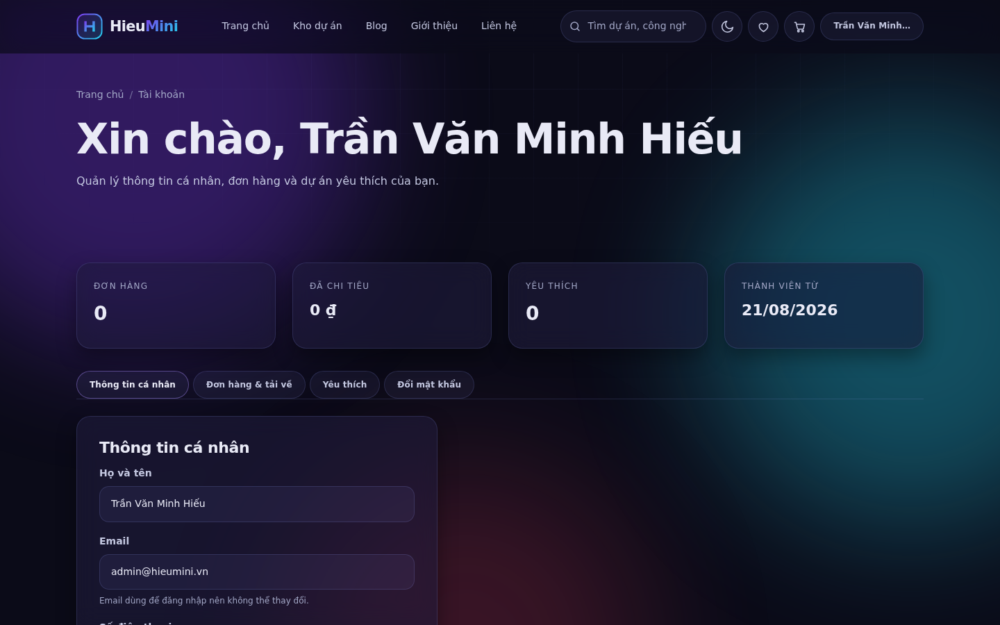 HieuMini
Trang chủ
Kho dự án
Blog
Giới thiệu
Liên hệ
Tìm dự án, công ngh
Trần Văn Minh...
Trang chủ / Tài khoản
Xin chào, Trần Văn Minh Hiếu
Quản lý thông tin cá nhân, đơn hàng và dự án yêu thích của bạn.
ĐƠN HÀNG
0
ĐÃ CHI TIÊU
0 ₫
YÊU THÍCH
0
THÀNH VIÊN TỪ
21/08/2026
Thông tin cá nhân
Đơn hàng & tải về
Yêu thích
Đổi mật khẩu
Thông tin cá nhân
Họ và tên
Trần Văn Minh Hiếu
Email
admin@hieumini.vn
Email dùng để đăng nhập nên không thể thay đổi.